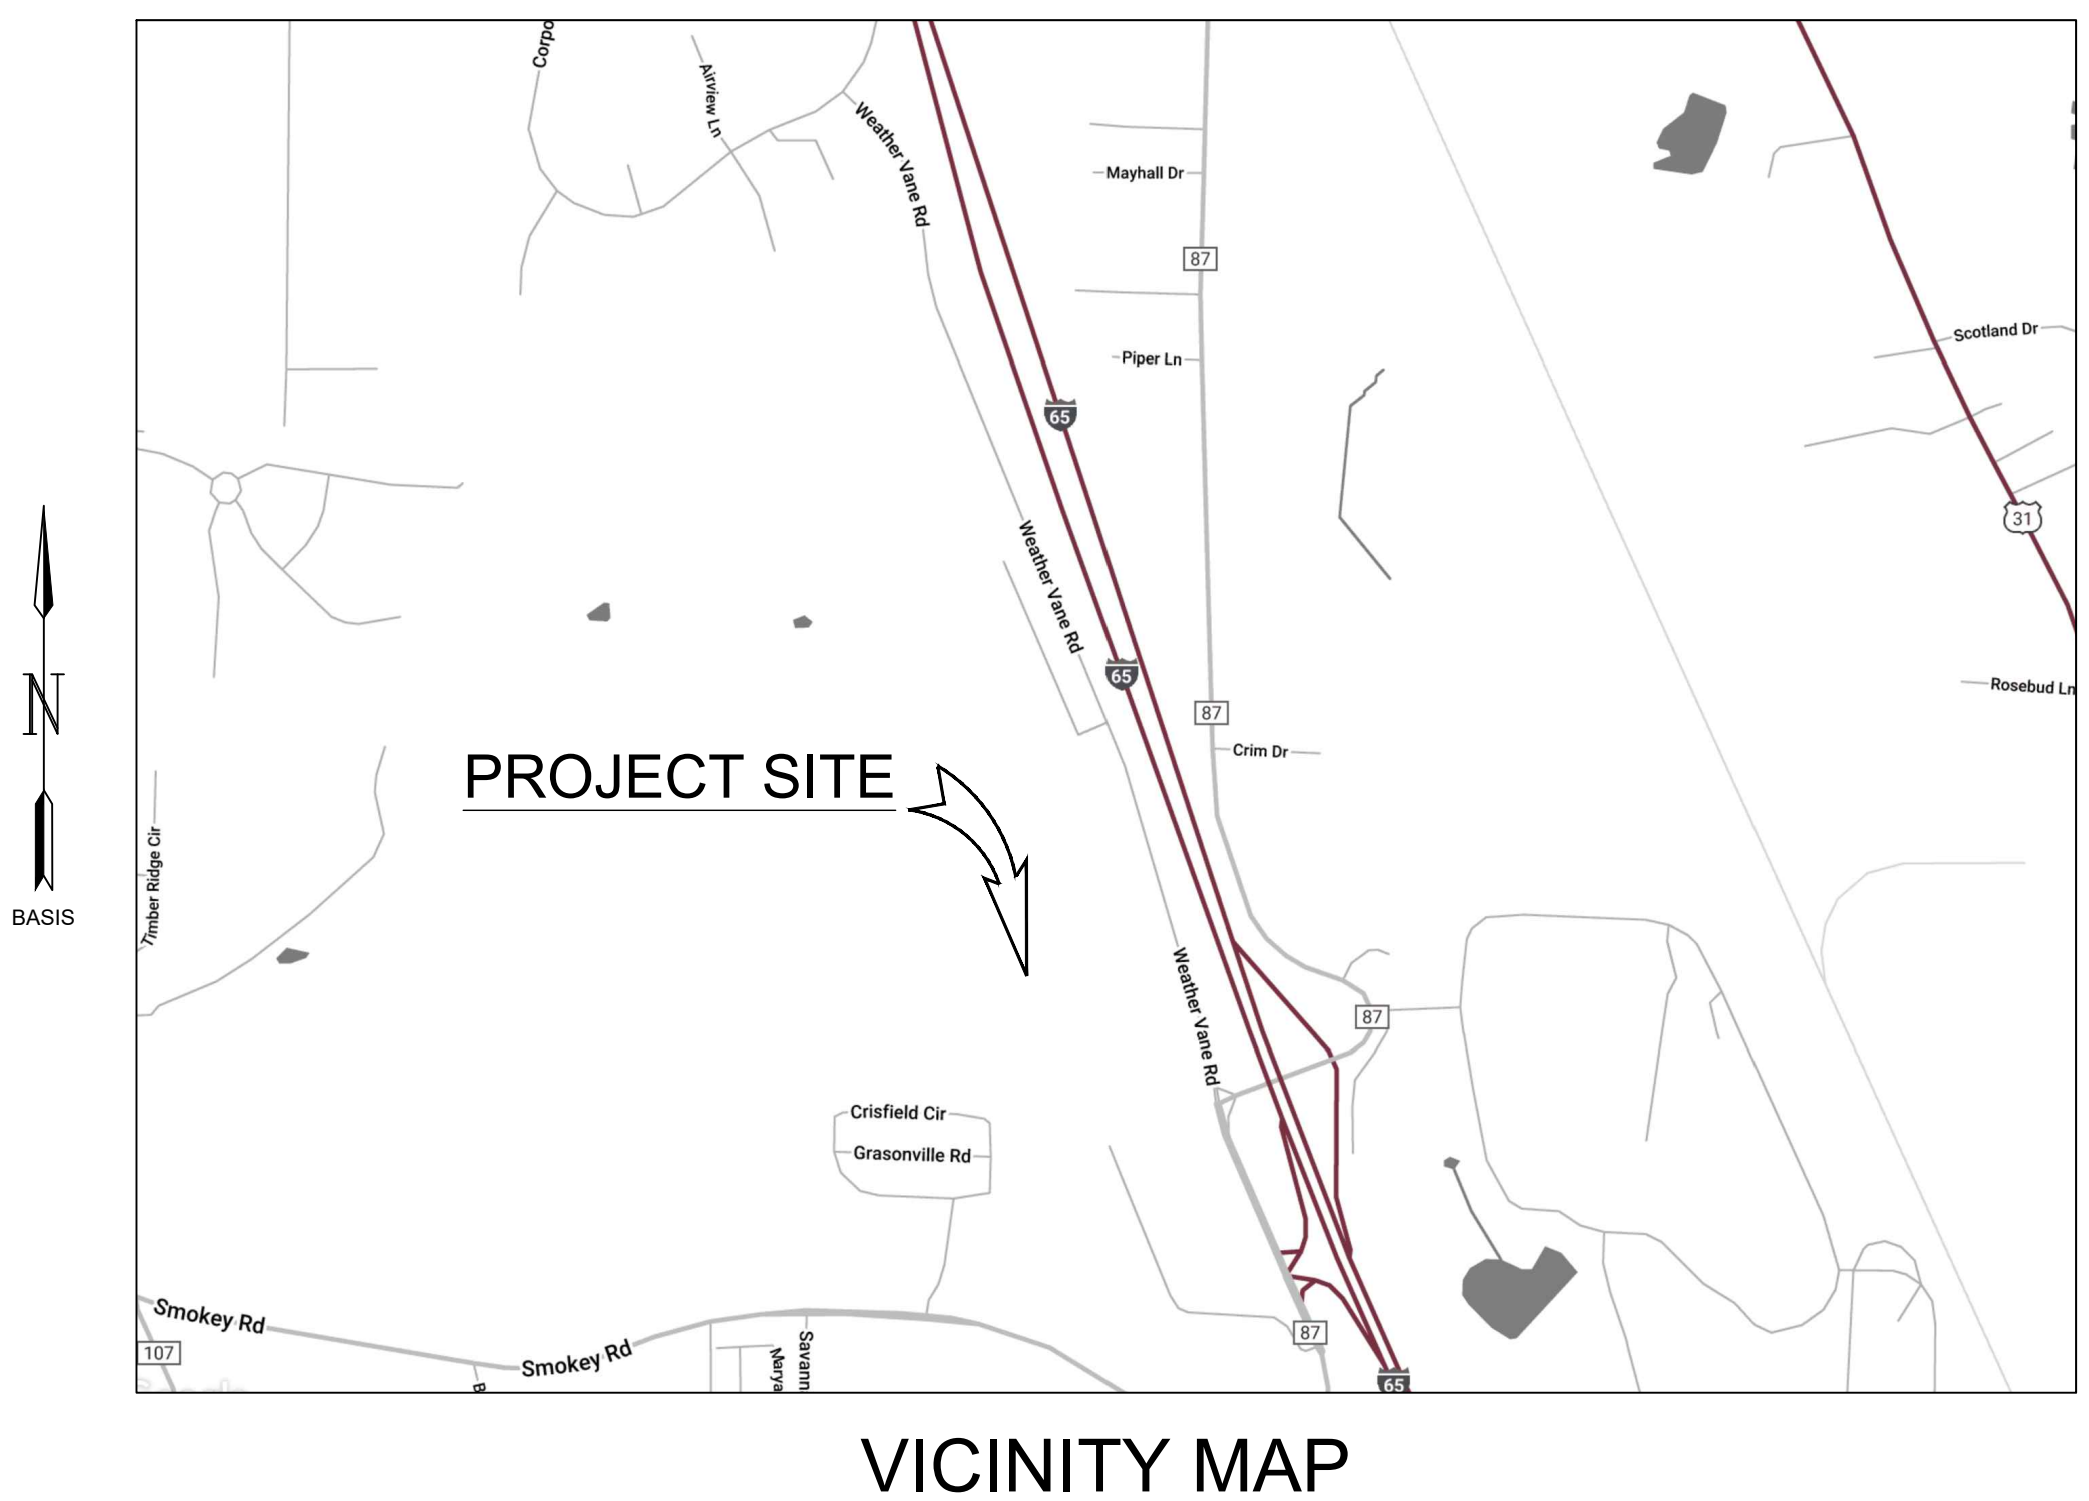 Corpo
Airview Ln
Weather Vane Rd
Mayhall Dr
87
Scotland Dr
Piper Ln
65
31
Weather Vane Rd
65
Rosebud Ln
87
Crim Dr
N
PROJECT SITE
Timber Ridge Cir
BASIS
Weather Vane Rd
87
Crisfield Cir
Grasonville Rd
Smokey Rd
87
107
Smokey Rd
Savann
Marya
65
B
Google
VICINITY MAP